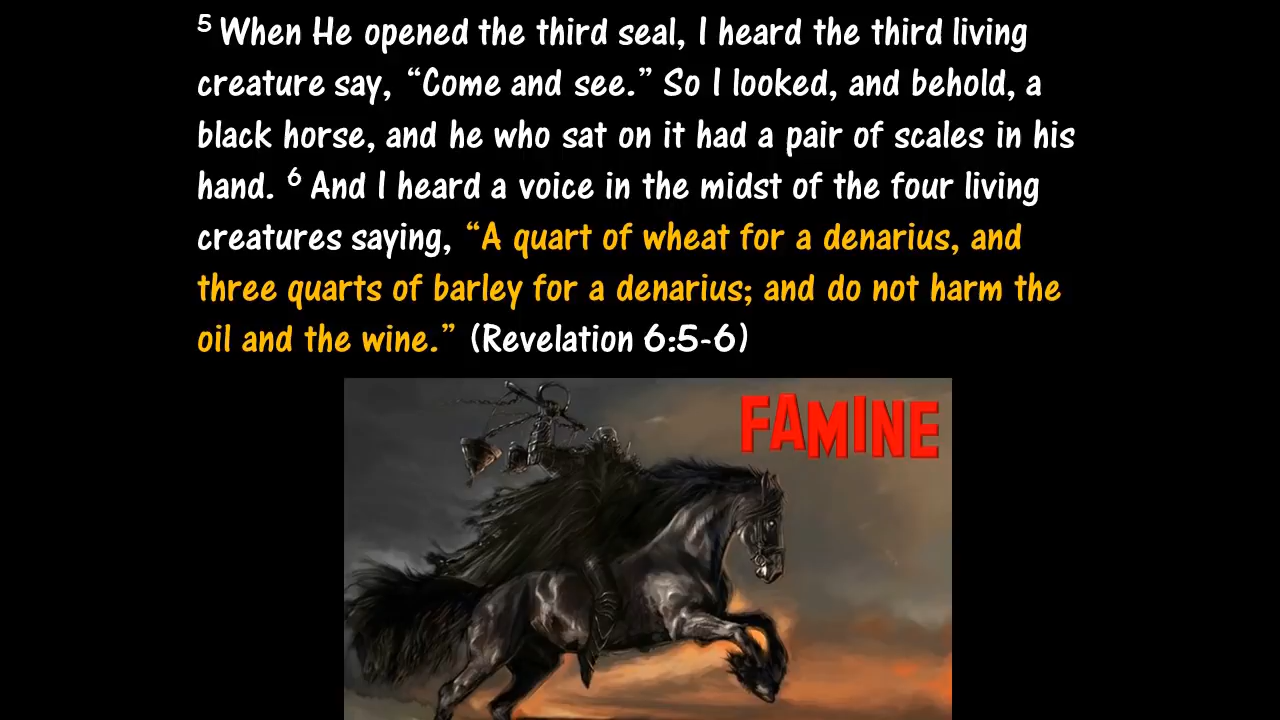 5 When He opened the third seal, I heard the third living
creature say, “Come and see.” So I looked, and behold, a
black horse, and he who sat on it had a pair of scales in his
hand. 6 And I heard a voice in the midst of the four living
creatures saying, “A quart of wheat for a denarius, and
three quarts of barley for a denarius; and do not harm the
oil and the wine.” (Revelation 6:5-6)
FAMINE